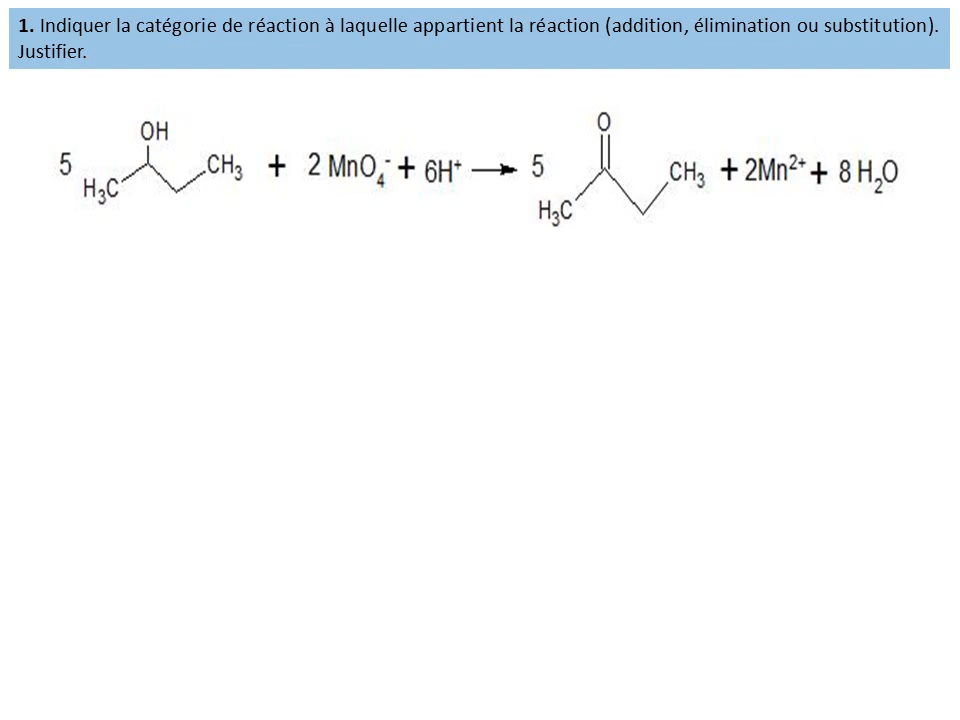 1. Indiquer la catégorie de réaction à laquelle appartient la réaction (addition, élimination ou substitution).
Justifier.
5 H₃C OH CH₃ + 2 MnO₄⁻ + 6H⁺ → 5 H₃C O CH₃ + 2Mn²⁺ + 8 H₂O